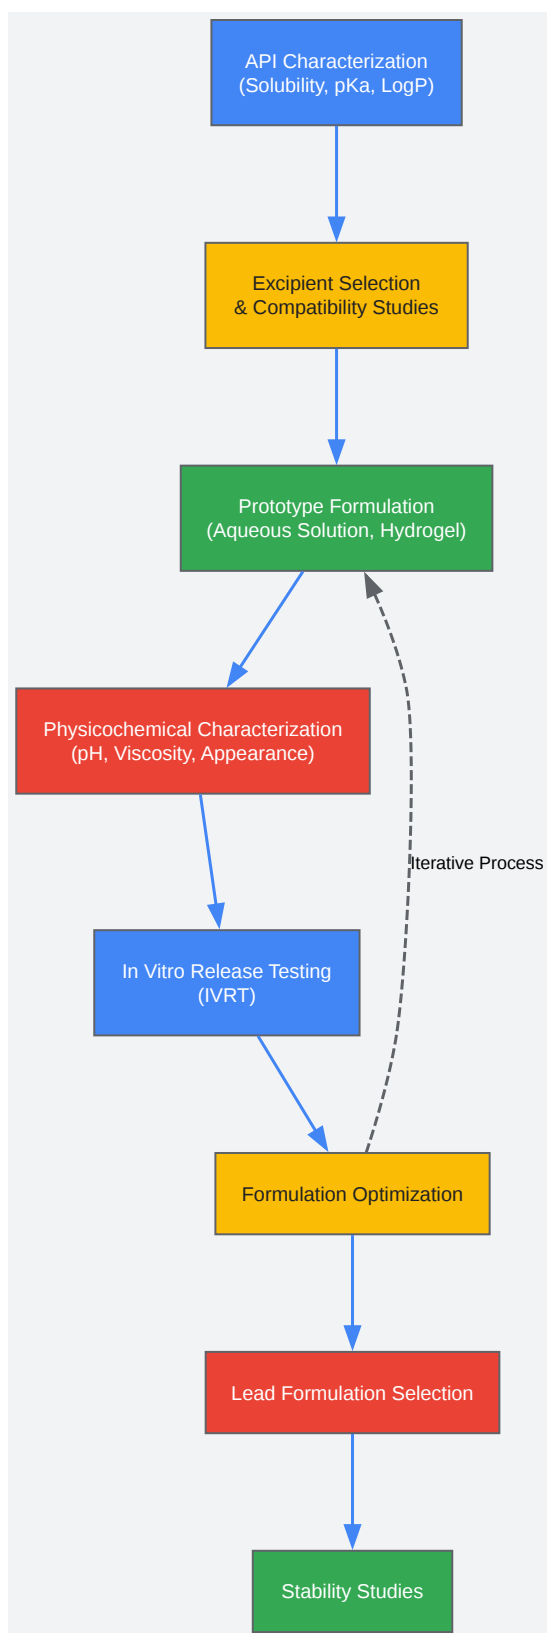 API Characterization
(Solubility, pKa, LogP)
Excipient Selection
& Compatibility Studies
Prototype Formulation
(Aqueous Solution, Hydrogel)
Physicochemical Characterization
(pH, Viscosity, Appearance)
Iterative Process
In Vitro Release Testing
(IVRT)
Formulation Optimization
Lead Formulation Selection
Stability Studies